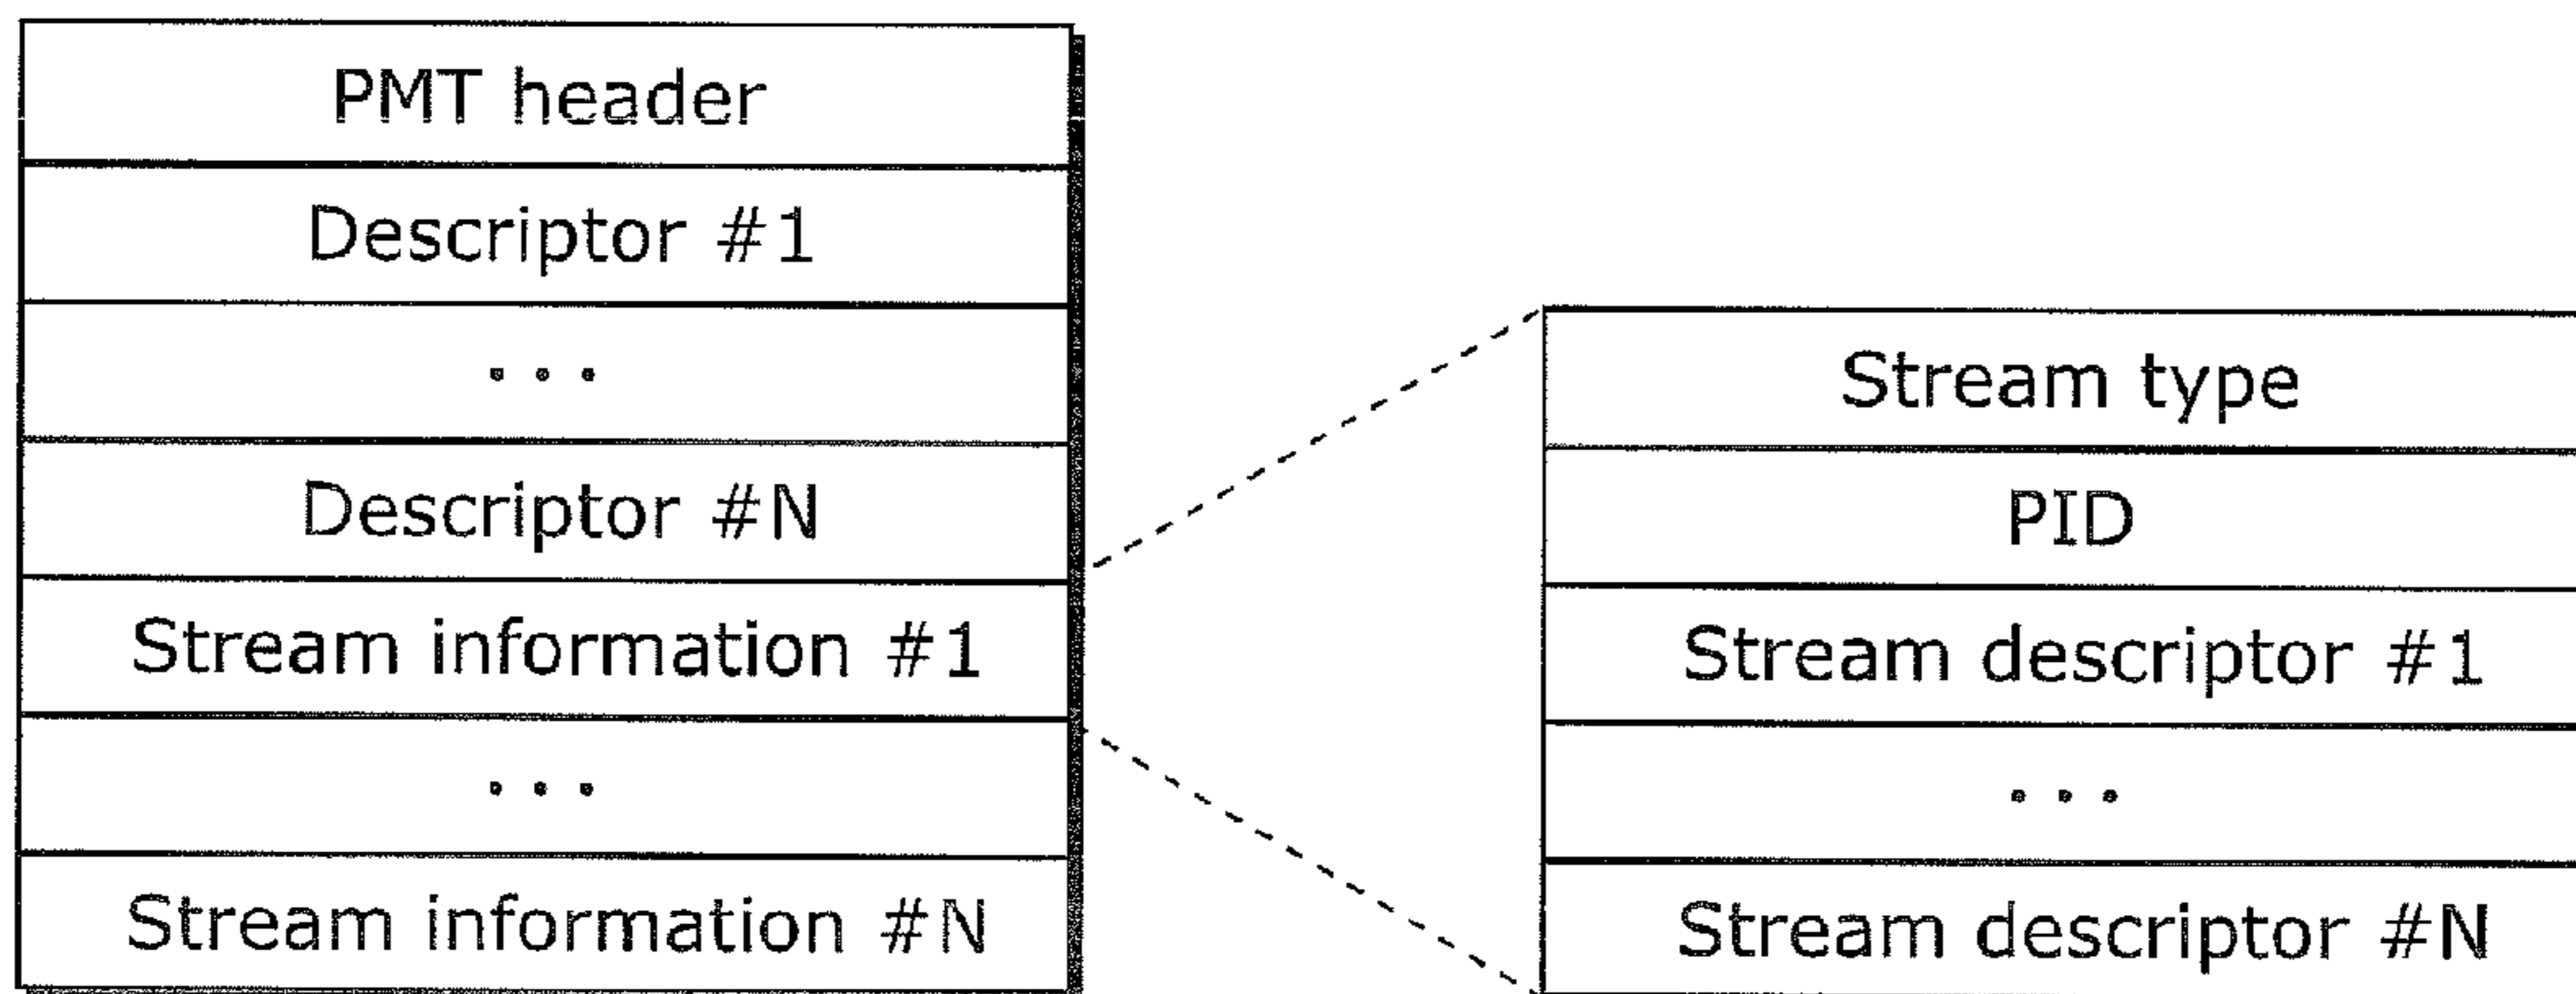 PMT header
Descriptor #1
...
Descriptor #N
Stream information #1
...
Stream information #N
Stream type
PID
Stream descriptor #1
...
Stream descriptor #N